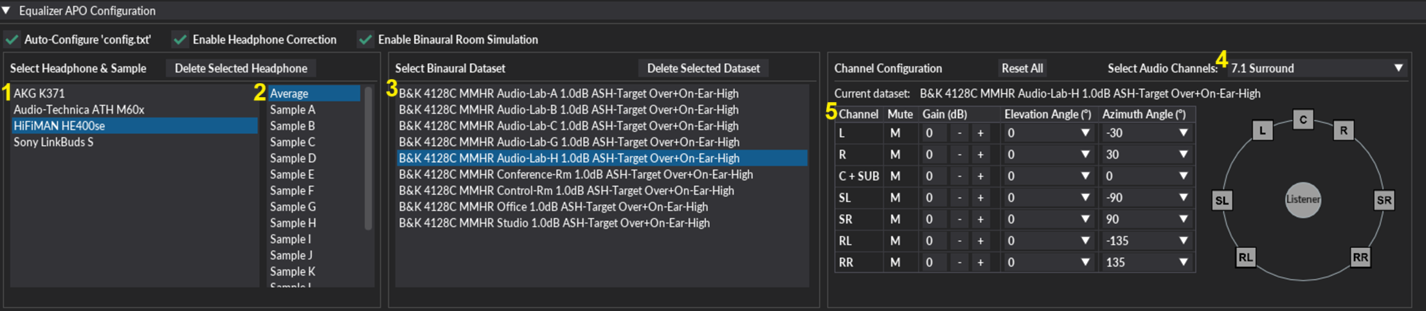 Equalizer APO Configuration
Auto-Configure 'config.txt' Enable Headphone Correction Enable Binaural Room Simulation
Select Headphone & Sample Delete Selected Headphone
1 AKG K371
Audio-Technica ATH M60x
HiFiMAN HE400se
Sony LinkBuds S
2 Average
Sample A
Sample B
Sample C
Sample D
Sample E
Sample F
Sample G
Sample H
Sample I
Sample J
Sample K
Select Binaural Dataset Delete Selected Dataset
3 B&K 4128C MMHR Audio-Lab-A 1.0dB ASH-Target Over+On-Ear-High
B&K 4128C MMHR Audio-Lab-B 1.0dB ASH-Target Over+On-Ear-High
B&K 4128C MMHR Audio-Lab-C 1.0dB ASH-Target Over+On-Ear-High
B&K 4128C MMHR Audio-Lab-G 1.0dB ASH-Target Over+On-Ear-High
B&K 4128C MMHR Audio-Lab-H 1.0dB ASH-Target Over+On-Ear-High
B&K 4128C MMHR Conference-Rm 1.0dB ASH-Target Over+On-Ear-High
B&K 4128C MMHR Control-Rm 1.0dB ASH-Target Over+On-Ear-High
B&K 4128C MMHR Office 1.0dB ASH-Target Over+On-Ear-High
B&K 4128C MMHR Studio 1.0dB ASH-Target Over+On-Ear-High
Channel Configuration Reset All Select Audio Channels: 4 7.1 Surround
Current dataset: B&K 4128C MMHR Audio-Lab-H 1.0dB ASH-Target Over+On-Ear-High
5 Channel Mute Gain (dB) Elevation Angle (°) Azimuth Angle (°)
L M 0 - + 0 -30
R M 0 - + 0 30
C + SUB M 0 - + 0 0
SL M 0 - + 0 -90
SR M 0 - + 0 90
RL M 0 - + 0 -135
RR M 0 - + 0 135
C
L R
SL Listener SR
RL RR